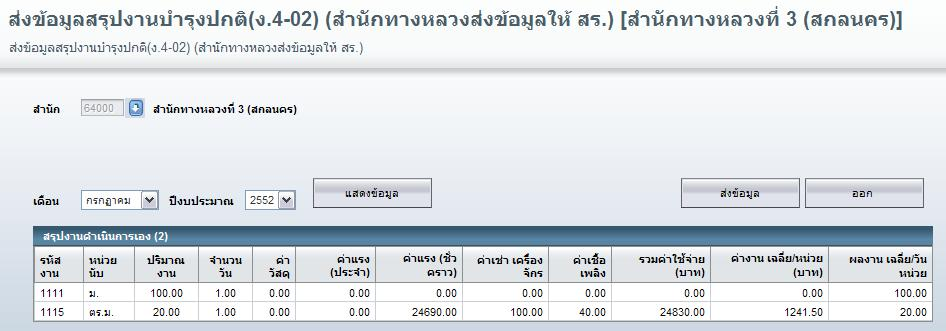 ส่งข้อมูลสรุปงานบำรุงปกติ(ง.4-02) (สำนักทางหลวงส่งข้อมูลให้ สร.) [สำนักทางหลวงที่ 3 (สกลนคร)]
ส่งข้อมูลสรุปงานบำรุงปกติ(ง.4-02) (สำนักทางหลวงส่งข้อมูลให้ สร.)
สำนัก 64000 สำนักทางหลวงที่ 3 (สกลนคร)
เดือน กรกฎาคม ปีงบประมาณ 2552 แสดงข้อมูล ส่งข้อมูล ออก
สรุปงานดำเนินการเอง (2)
รหัส หน่วย ปริมาณ จำนวน ค่า ค่าแรง ค่าแรง (ชั่ว ค่าเช่า เครื่อง ค่าเชื้อ รวมค่าใช้จ่าย ค่างาน เฉลี่ย/หน่วย ผลงาน เฉลี่ย/วัน
งาน นับ งาน วัน วัสดุ (ประจำ) คราว) จักร เพลิง (บาท) (บาท) หน่วย
1111 ม. 100.00 1.00 0.00 0.00 0.00 0.00 0.00 0.00 0.00 100.00
1115 ตร.ม. 20.00 1.00 0.00 0.00 24690.00 100.00 40.00 24830.00 1241.50 20.00